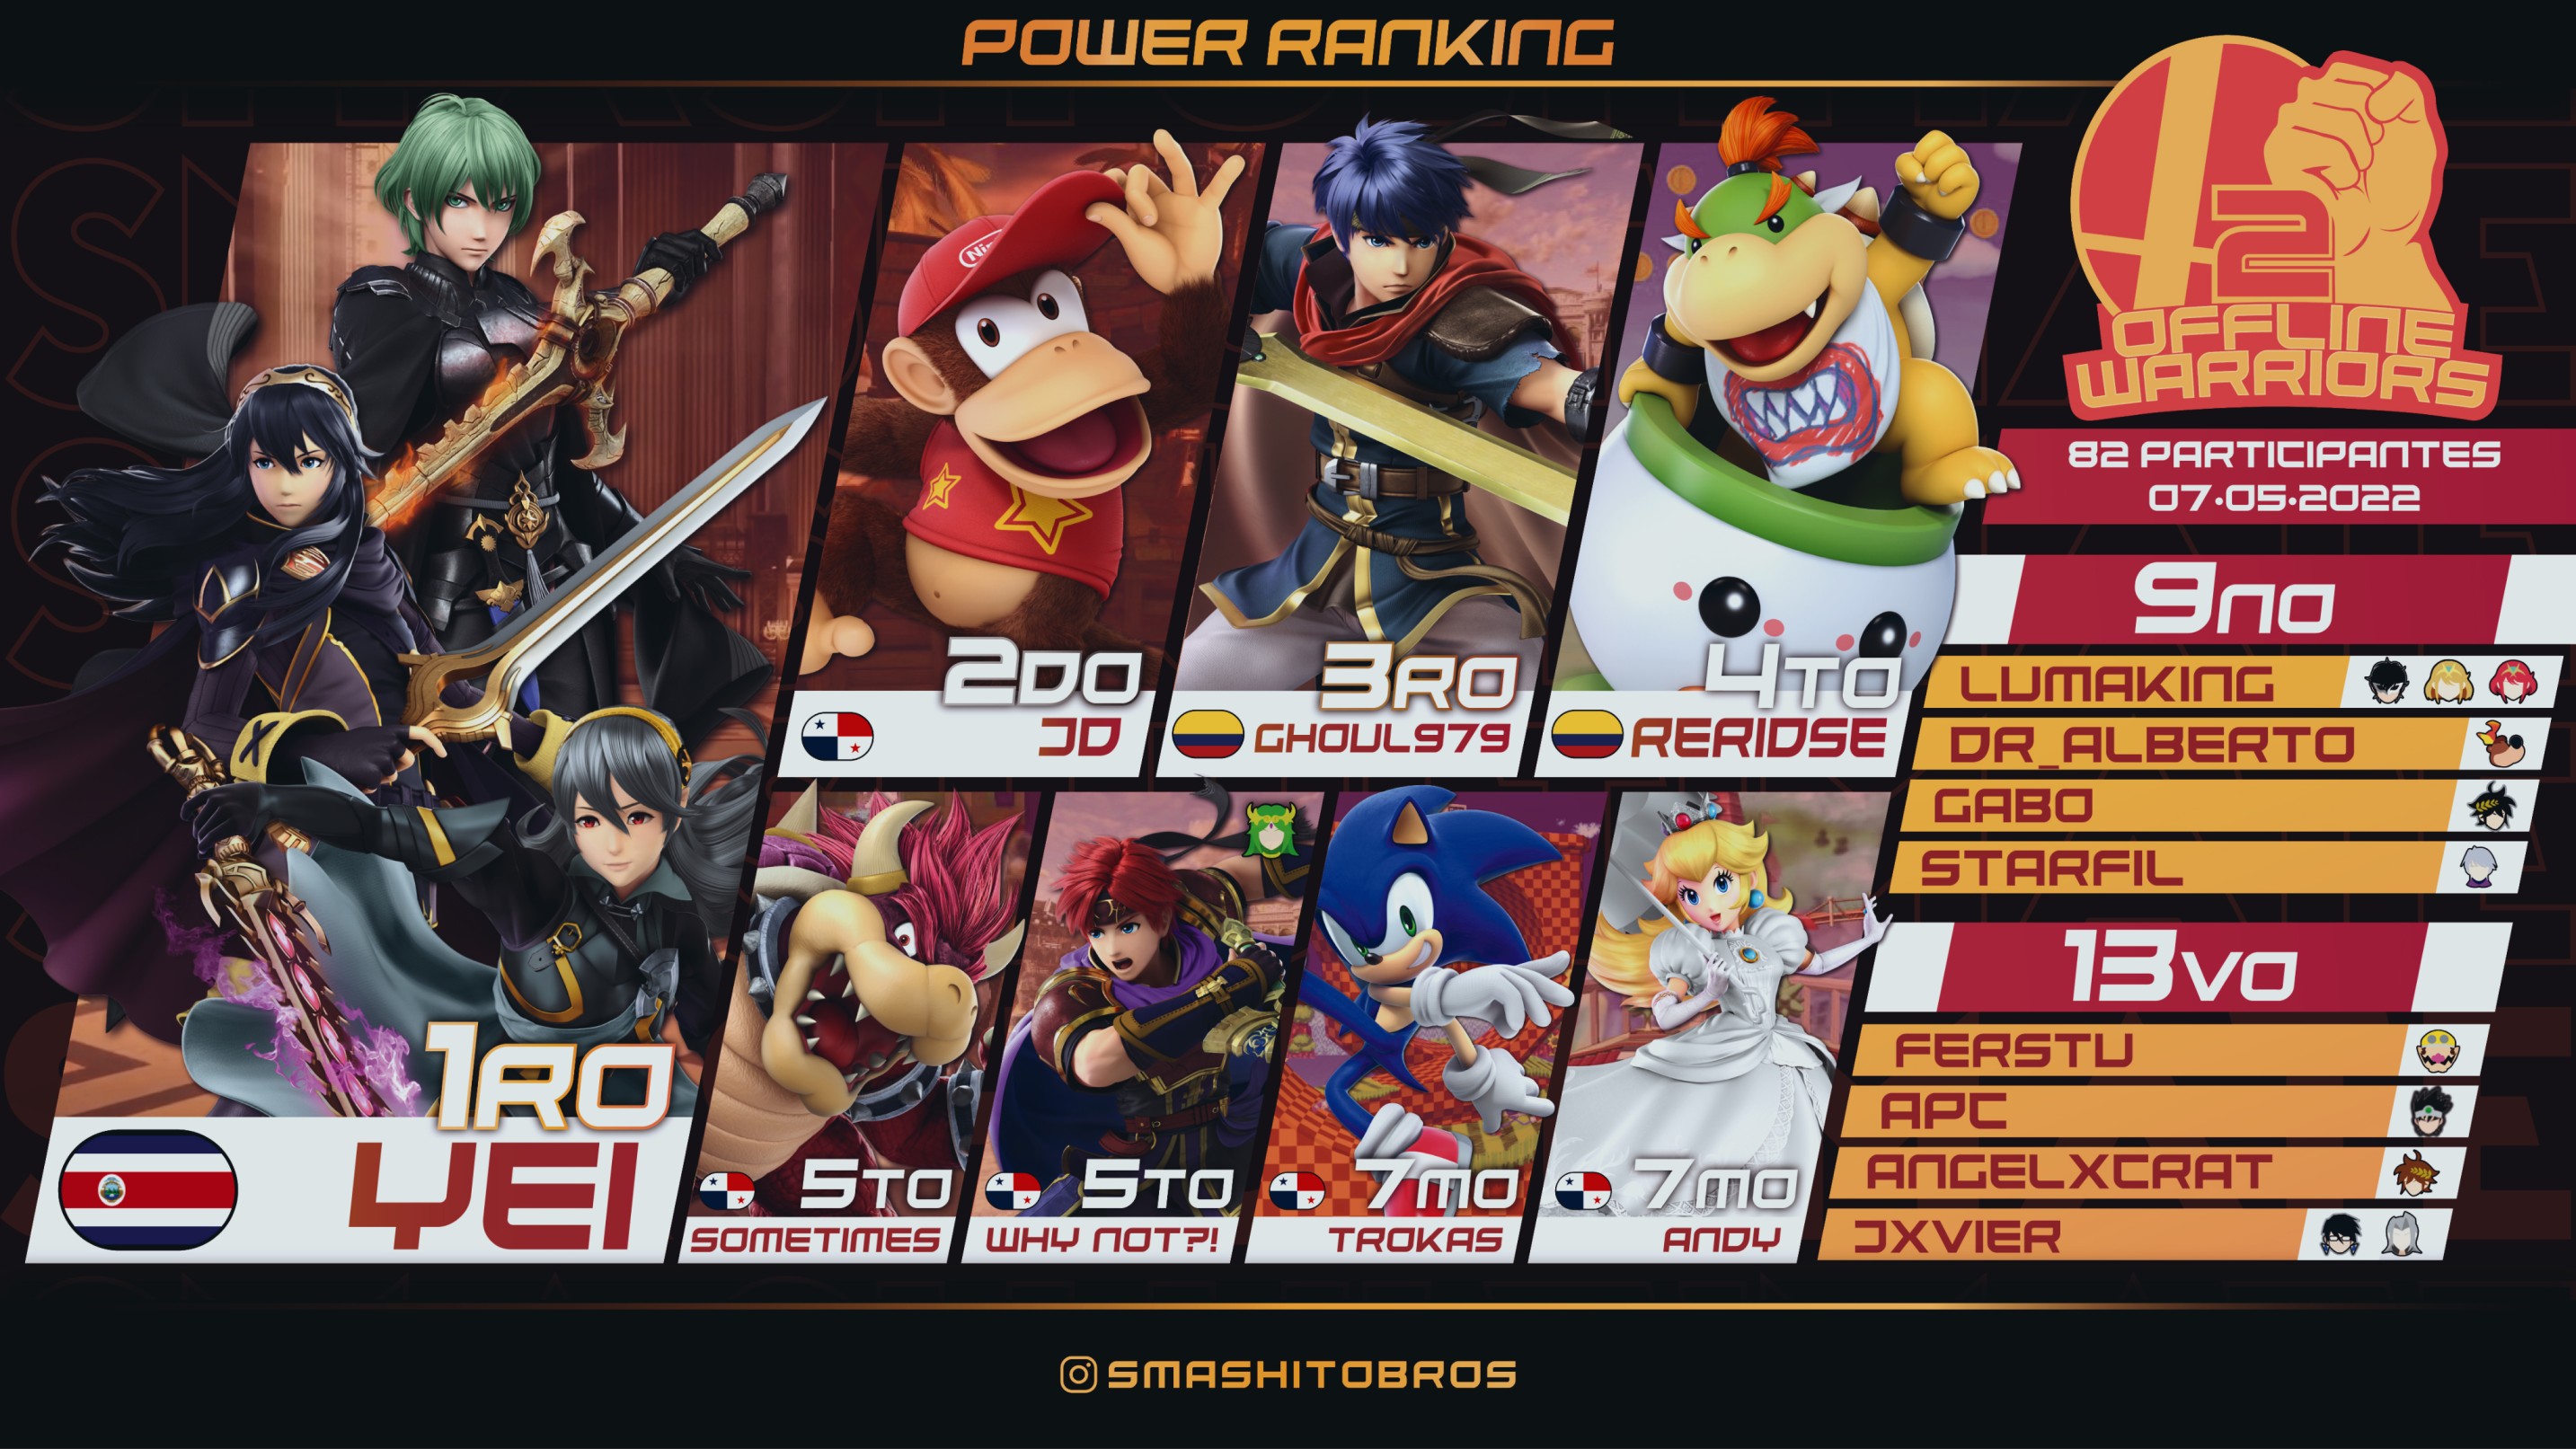 POWER RANKING
2
OFFLINE
WARRIORS
82 PARTICIPANTES
07•05•2022
1RO
YEI
2DO
JD
3RO
GHOUL979
4TO
RERIDSE
5TO
SOMETIMES
5TO
WHY NOT?!
7MO
TROKAS
7MO
ANDY
9NO
LUMAKING
DR_ALBERTO
GABO
STARFIL
13VO
FERSTU
APC
ANGELXCRAT
JXVIER
SMASHITOBROS